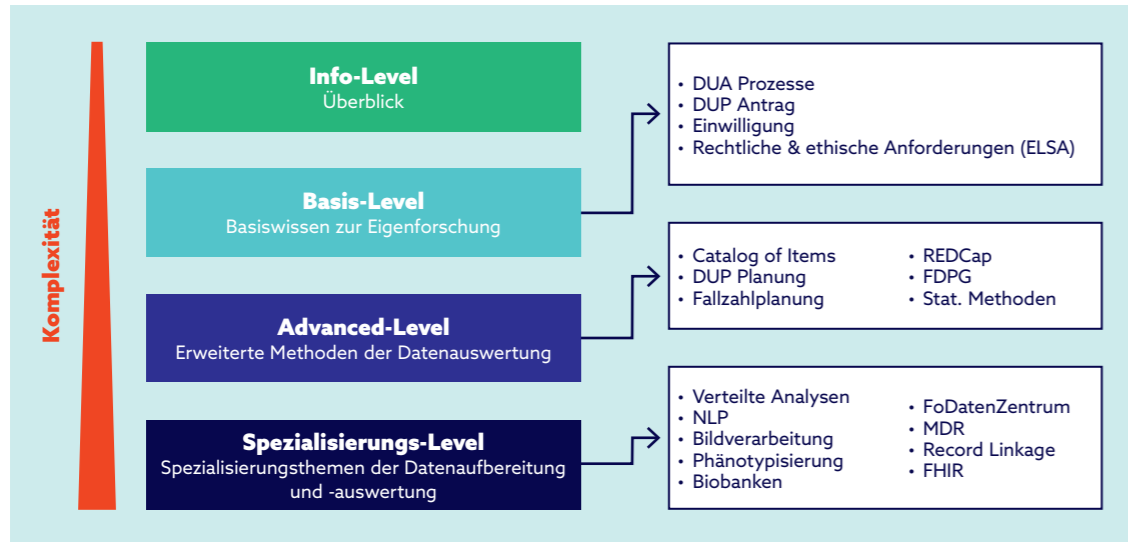 Komplexität
Info-Level
Überblick
Basis-Level
Basiswissen zur Eigenforschung
Advanced-Level
Erweiterte Methoden der Datenauswertung
Spezialisierungs-Level
Spezialisierungsthemen der Datenaufbereitung
und -auswertung
• DUA Prozesse
• DUP Antrag
• Einwilligung
• Rechtliche & ethische Anforderungen (ELSA)
• Catalog of Items
• DUP Planung
• Fallzahlplanung
• REDCap
• FDPG
• Stat. Methoden
• Verteilte Analysen
• NLP
• Bildverarbeitung
• Phänotypisierung
• Biobanken
• FoDatenZentrum
• MDR
• Record Linkage
• FHIR